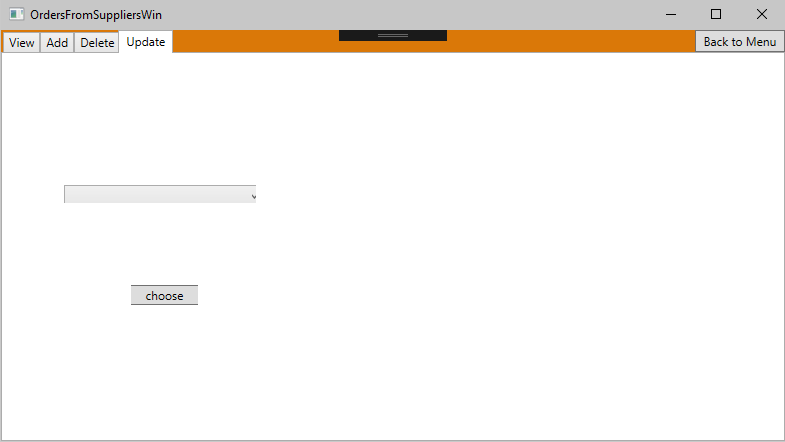 OrdersFromSuppliersWin
View Add Delete Update Back to Menu
choose